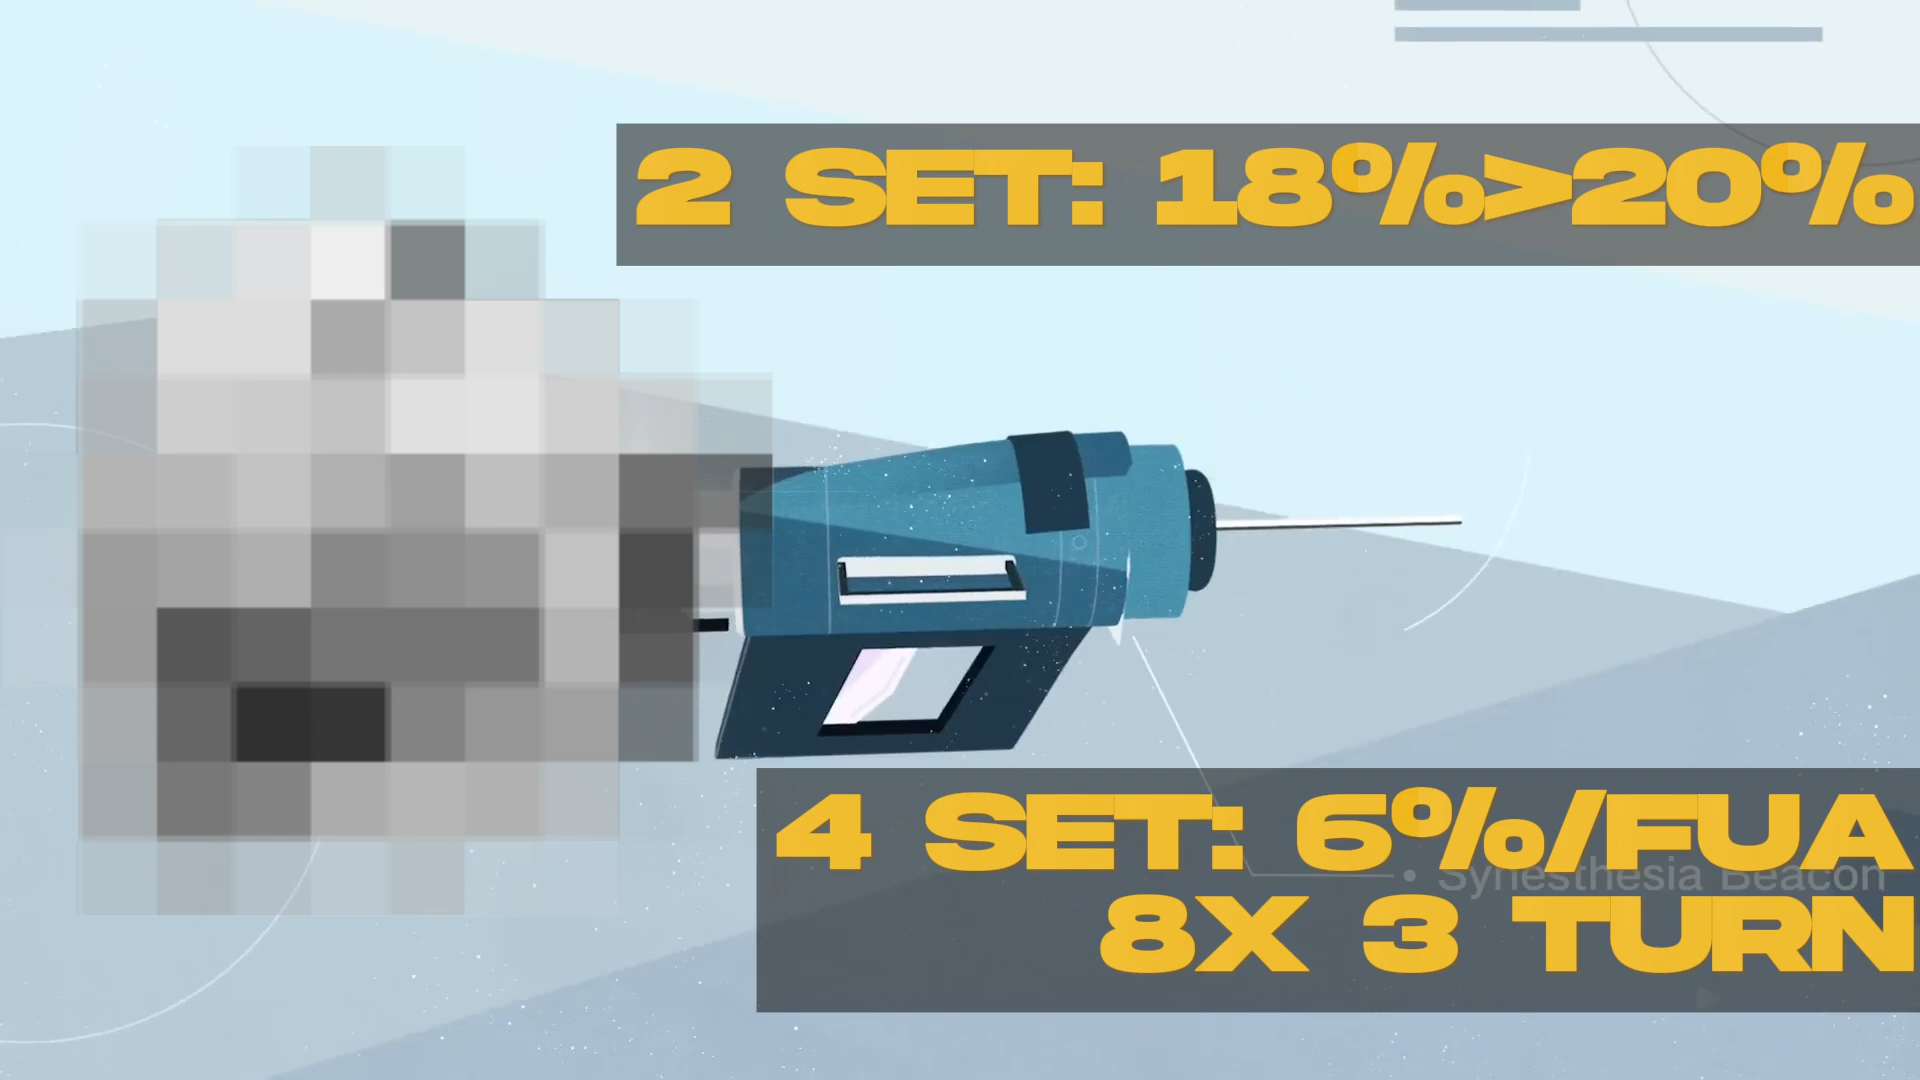 2 SET: 18%>20%
4 SET: 6%/FUA
Synesthesia Beacon
8X 3 TURN